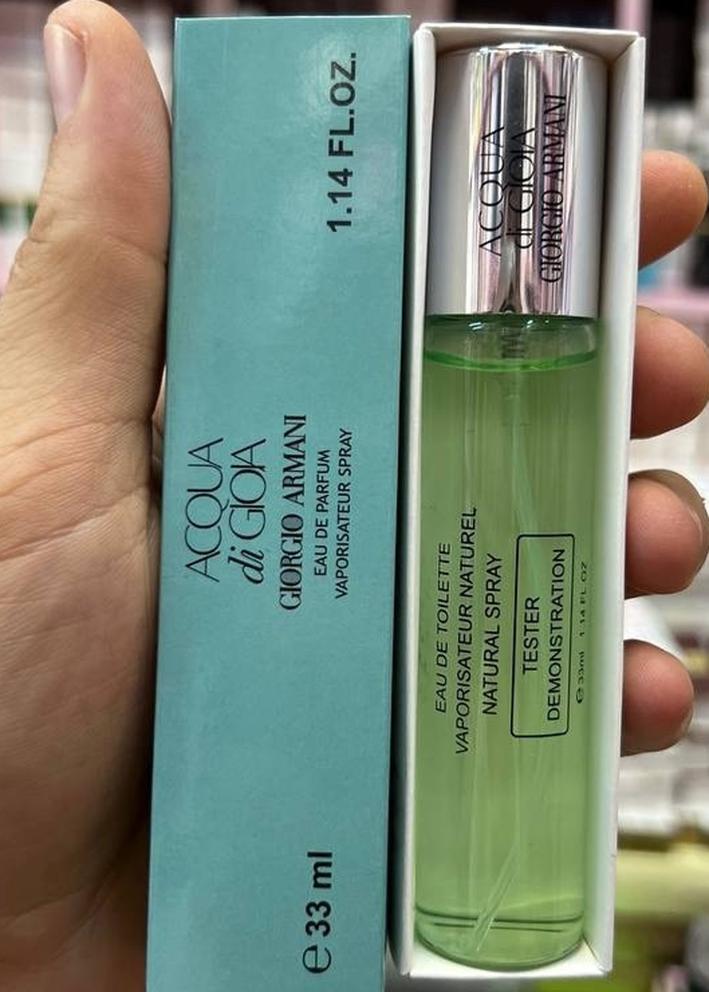 1.14 FL.OZ.
ACQUA
di GIOIA
GIORGIO ARMANI
EAU DE PARFUM
VAPORISATEUR SPRAY
e 33 ml
ACQUA
di GIOIA
GIORGIO ARMANI
EAU DE TOILETTE
VAPORISATEUR NATUREL
NATURAL SPRAY
TESTER
DEMONSTRATION
e 33ml 1.14 FL OZ